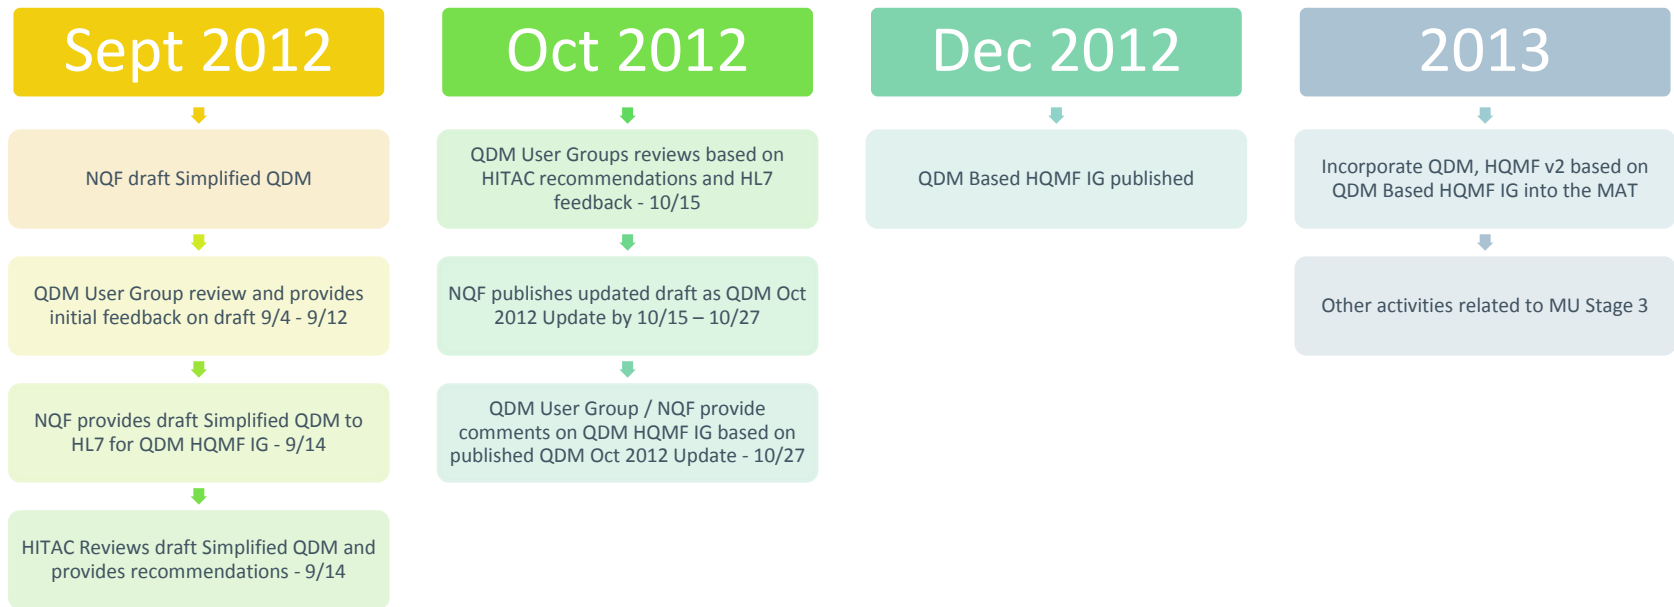 Sept 2012
NQF draft Simplified QDM
QDM User Group review and provides
initial feedback on draft 9/4 - 9/12
NQF provides draft Simplified QDM to
HL7 for QDM HQMF IG - 9/14
HITAC Reviews draft Simplified QDM and
provides recommendations - 9/14
Oct 2012
QDM User Groups reviews based on
HITAC recommendations and HL7
feedback - 10/15
NQF publishes updated draft as QDM Oct
2012 Update by 10/15 – 10/27
QDM User Group / NQF provide
comments on QDM HQMF IG based on
published QDM Oct 2012 Update - 10/27
Dec 2012
QDM Based HQMF IG published
2013
Incorporate QDM, HQMF v2 based on
QDM Based HQMF IG into the MAT
Other activities related to MU Stage 3